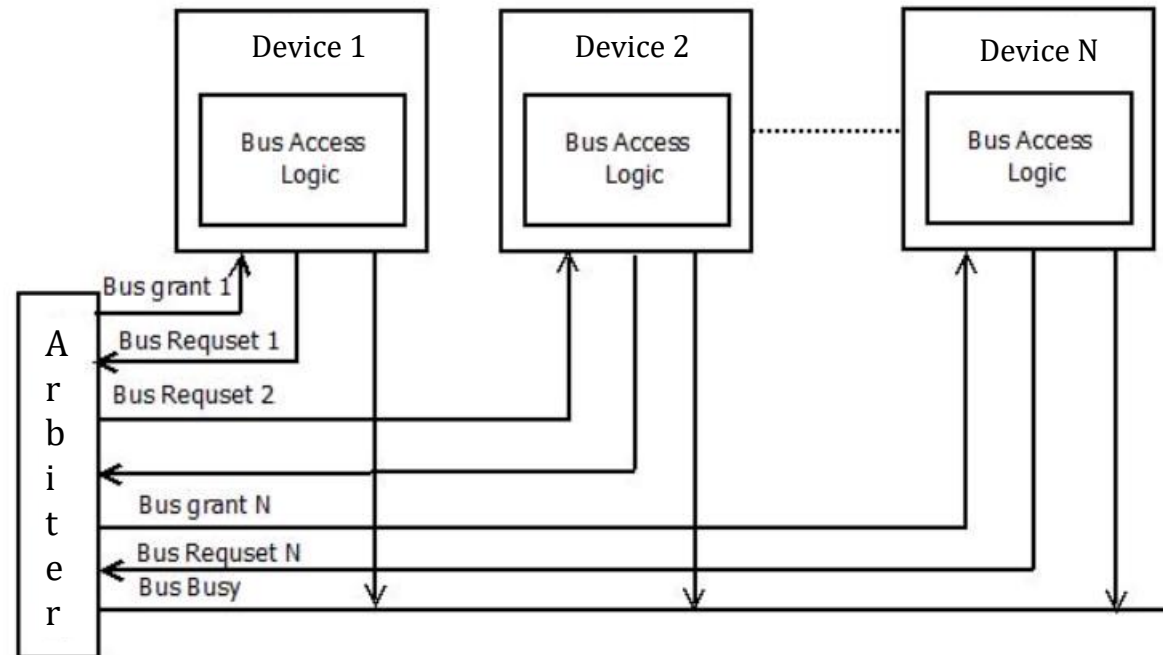 Device 1
Device 2
Device N
Bus Access
Logic
Bus Access
Logic
Bus Access
Logic
Bus grant 1
Bus Requset 1
Bus Requset 2
Bus grant N
Bus Requset N
Bus Busy
A
r
b
i
t
e
r